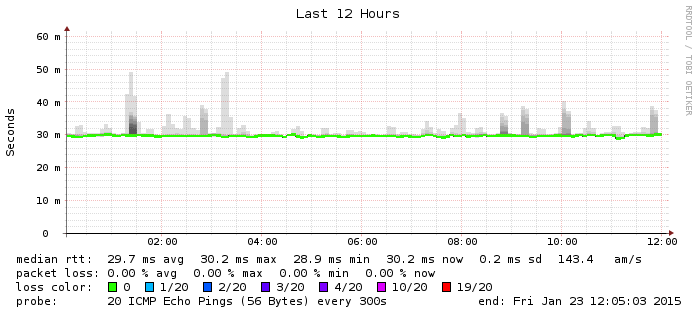 Last 12 Hours
RRDTOOL / TOBI OETIKER
Seconds
60 m
50 m
40 m
30 m
20 m
10 m
0
02:00 04:00 06:00 08:00 10:00 12:00
median rtt: 29.7 ms avg 30.2 ms max 28.9 ms min 30.2 ms now 0.2 ms sd 143.4 am/s
packet loss: 0.00 % avg 0.00 % max 0.00 % min 0.00 % now
loss color: 0 1/20 2/20 3/20 4/20 10/20 19/20
probe: 20 ICMP Echo Pings (56 Bytes) every 300s end: Fri Jan 23 12:05:03 2015